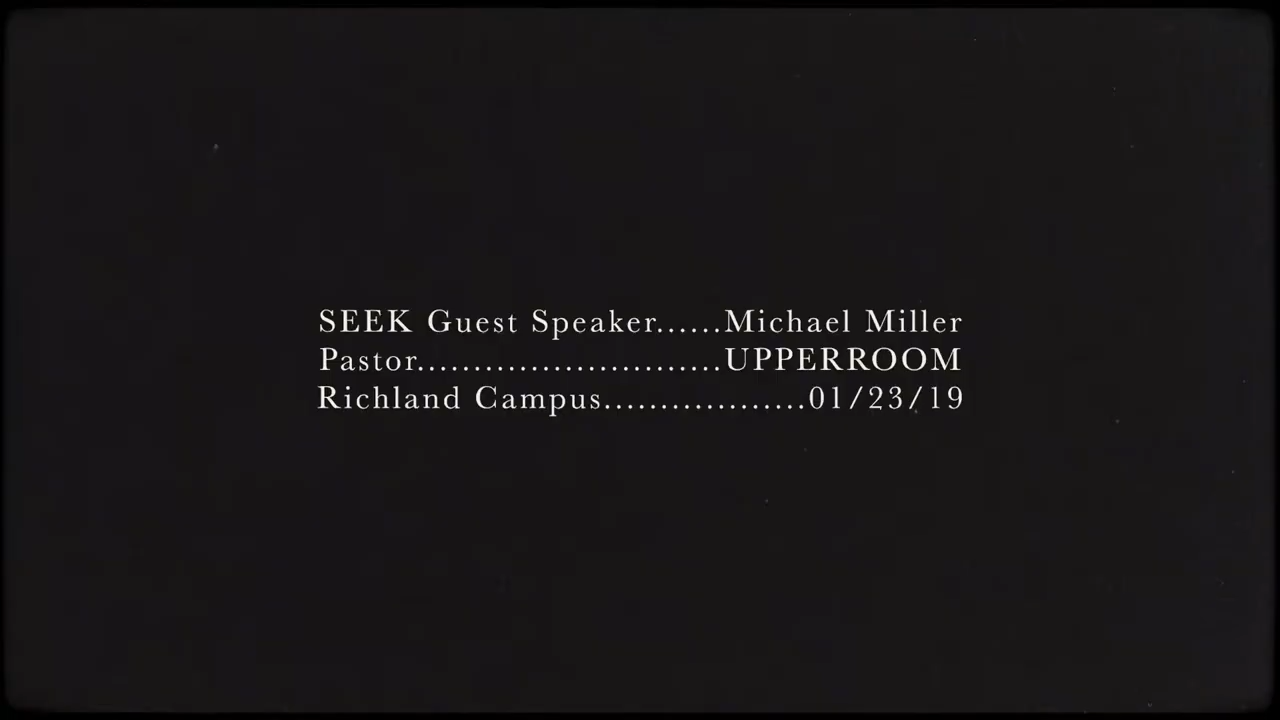 SEEK Guest Speaker......Michael Miller
Pastor...........................UPPERROOM
Richland Campus..................01/23/19